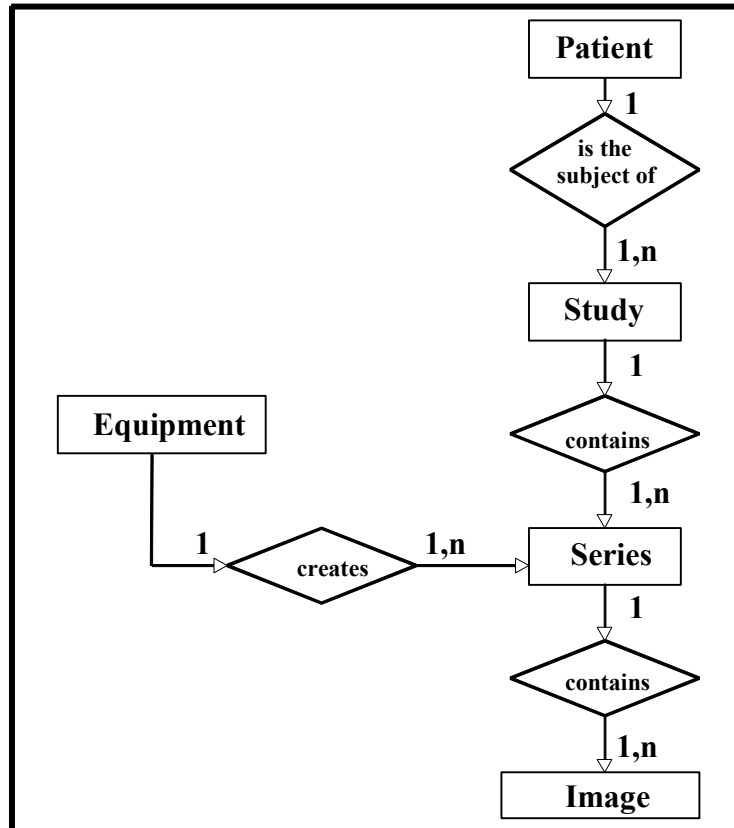 Patient
1
is the
subject of
1,n
Study
1
Equipment
contains
1,n
1
1,n
Series
creates
1
contains
1,n
Image